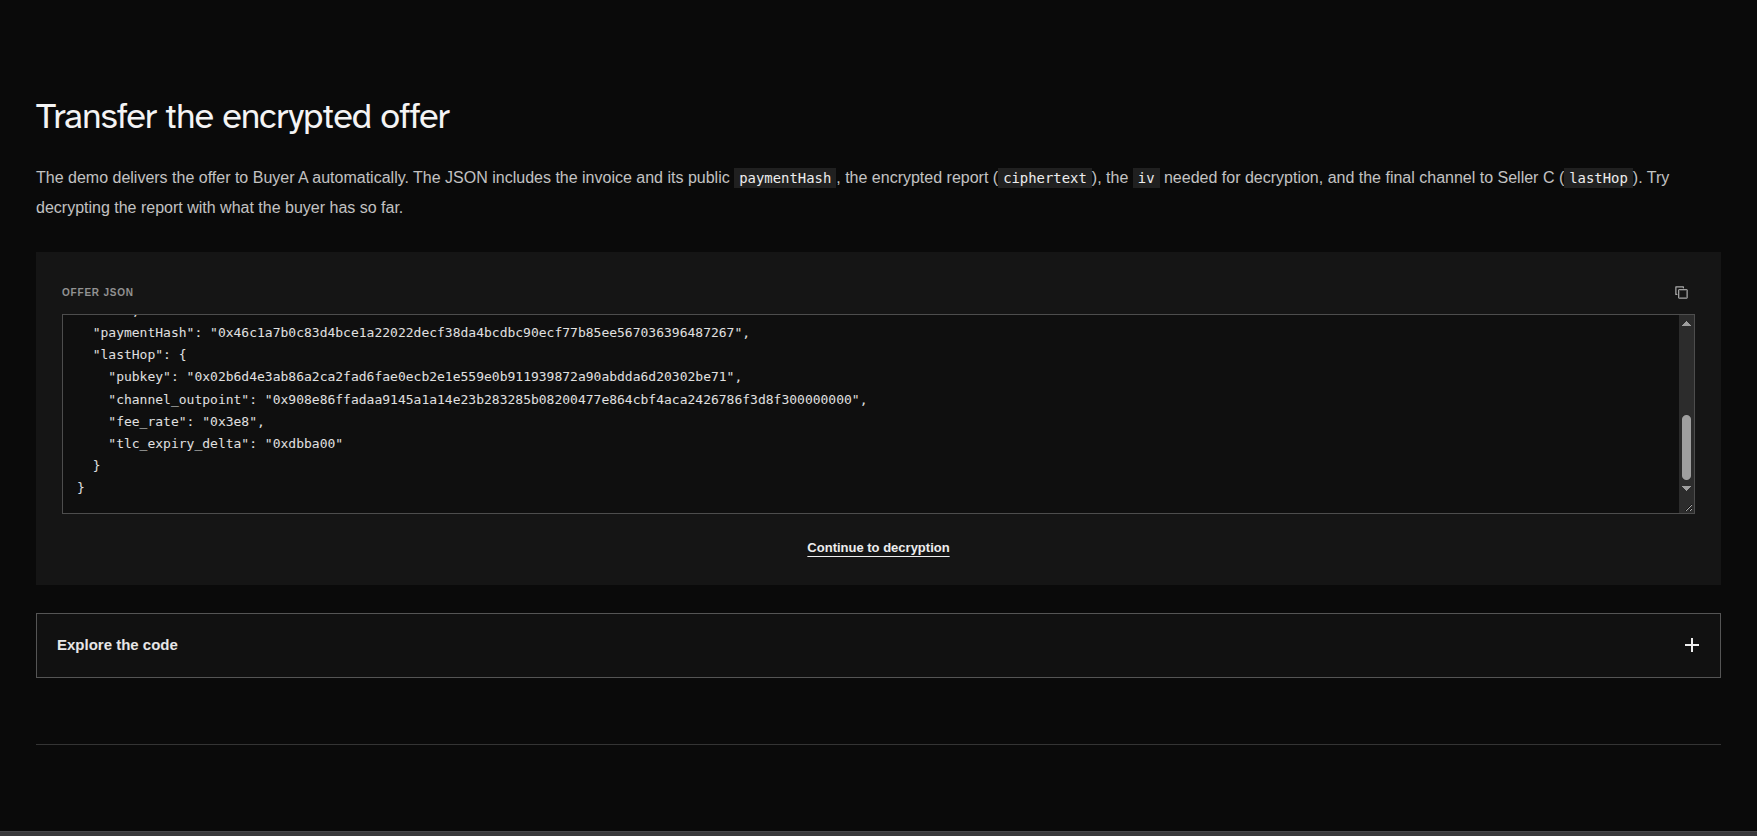 Transfer the encrypted offer
The demo delivers the offer to Buyer A automatically. The JSON includes the invoice and its public paymentHash, the encrypted report (ciphertext), the iv needed for decryption, and the final channel to Seller C (lastHop). Try
decrypting the report with what the buyer has so far.
OFFER JSON
"paymentHash": "0x46c1a7b0c83d4bce1a22022decf38da4bcdbc90ecf77b85ee567036396487267",
"lastHop": {
"pubkey": "0x02b6d4e3ab86a2ca2fad6fae0ecb2e1e559e0b911939872a90abdda6d20302be71",
"channel_outpoint": "0x908e86ffadaa9145a1a14e23b283285b08200477e864cbf4aca2426786f3d8f300000000",
"fee_rate": "0x3e8",
"tlc_expiry_delta": "0xdbba00"
}
}
Continue to decryption
Explore the code